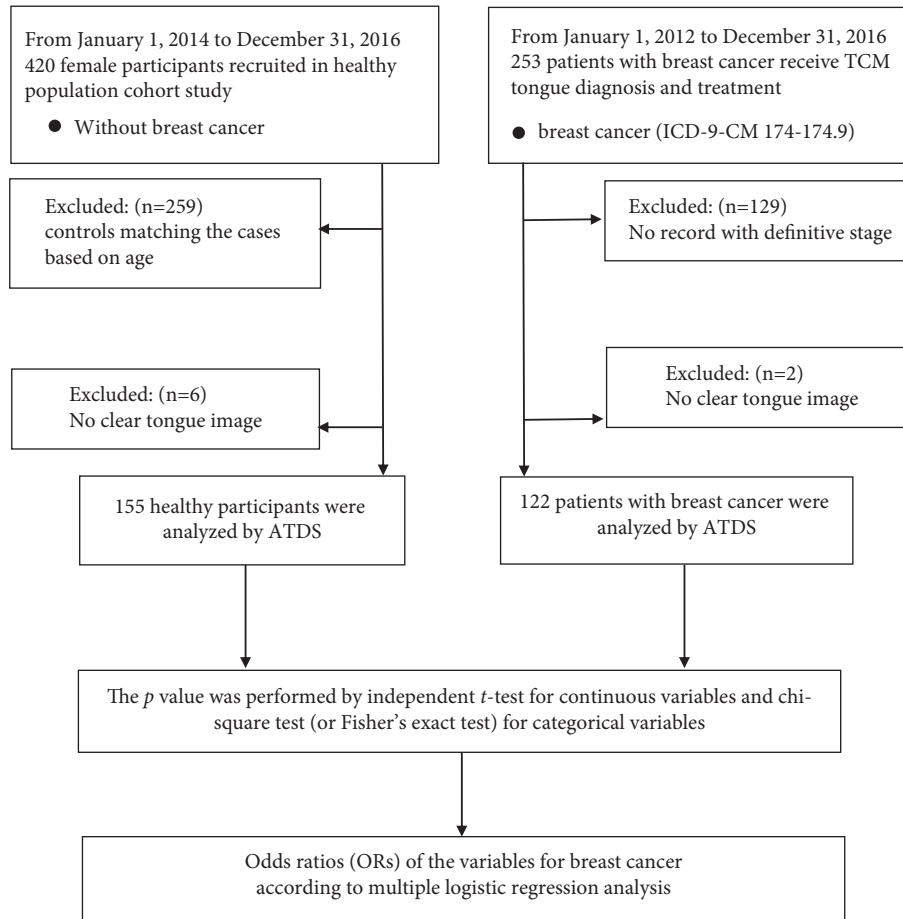 From January 1, 2014 to December 31, 2016
420 female participants recruited in healthy
population cohort study
● Without breast cancer
From January 1, 2012 to December 31, 2016
253 patients with breast cancer receive TCM
tongue diagnosis and treatment
● breast cancer (ICD-9-CM 174-174.9)
Excluded: (n=259)
controls matching the cases
based on age
Excluded: (n=129)
No record with definitive stage
Excluded: (n=6)
No clear tongue image
Excluded: (n=2)
No clear tongue image
155 healthy participants were
analyzed by ATDS
122 patients with breast cancer were
analyzed by ATDS
The p value was performed by independent t-test for continuous variables and chi-
square test (or Fisher's exact test) for categorical variables
Odds ratios (ORs) of the variables for breast cancer
according to multiple logistic regression analysis